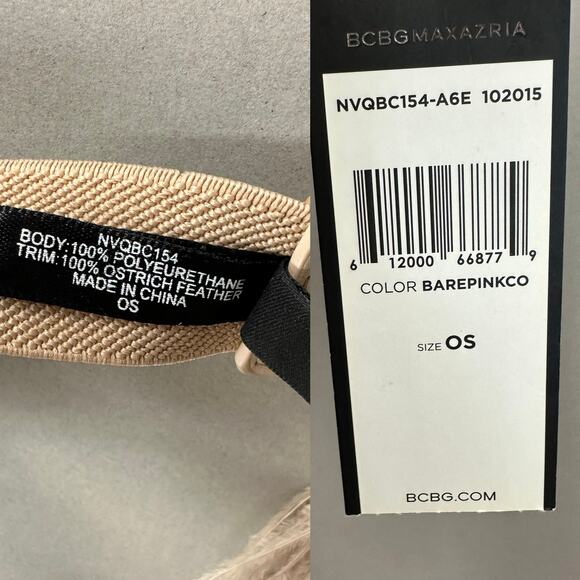 NVQBC154
BODY:100% POLYEURETHANE
TRIM:100% OSTRICH FEATHER
MADE IN CHINA
OS
BCBGMAXAZRIA
NVQBC154-A6E 102015
6 12000 66877 9
COLOR BAREPINKCO
SIZE OS
BCBG.COM